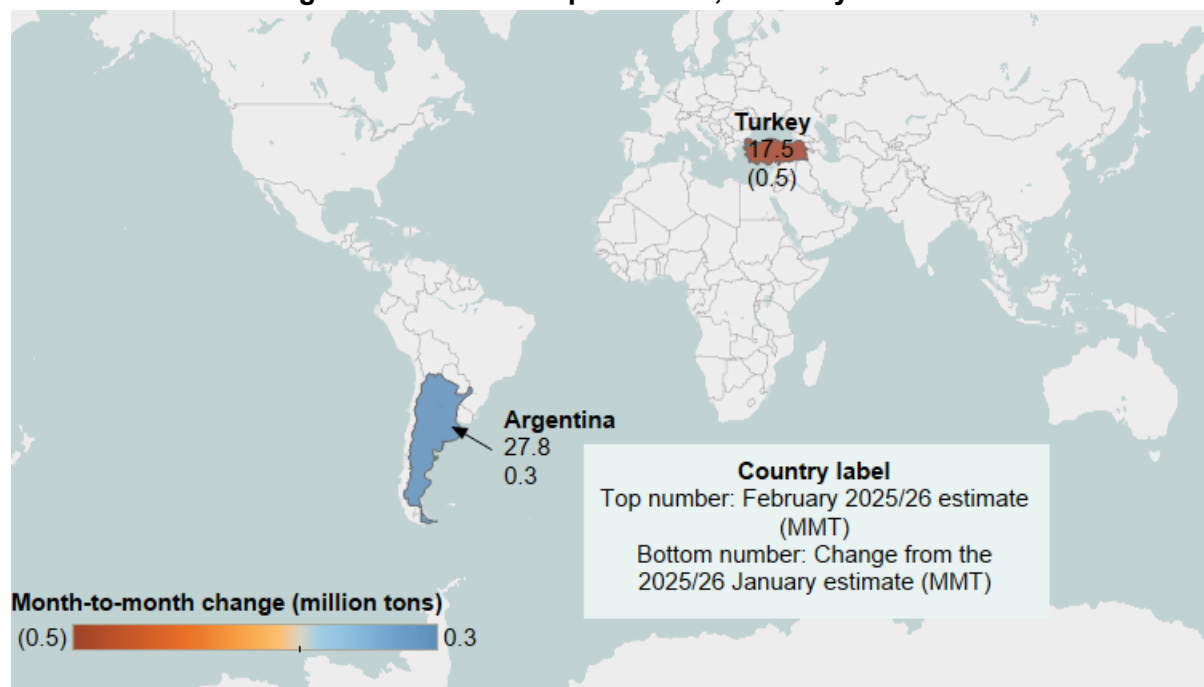 Turkey
17.5
(0.5)
Argentina
27.8
0.3
Country label
Top number: February 2025/26 estimate
(MMT)
Bottom number: Change from the
2025/26 January estimate (MMT)
Month-to-month change (million tons)
(0.5) 0.3